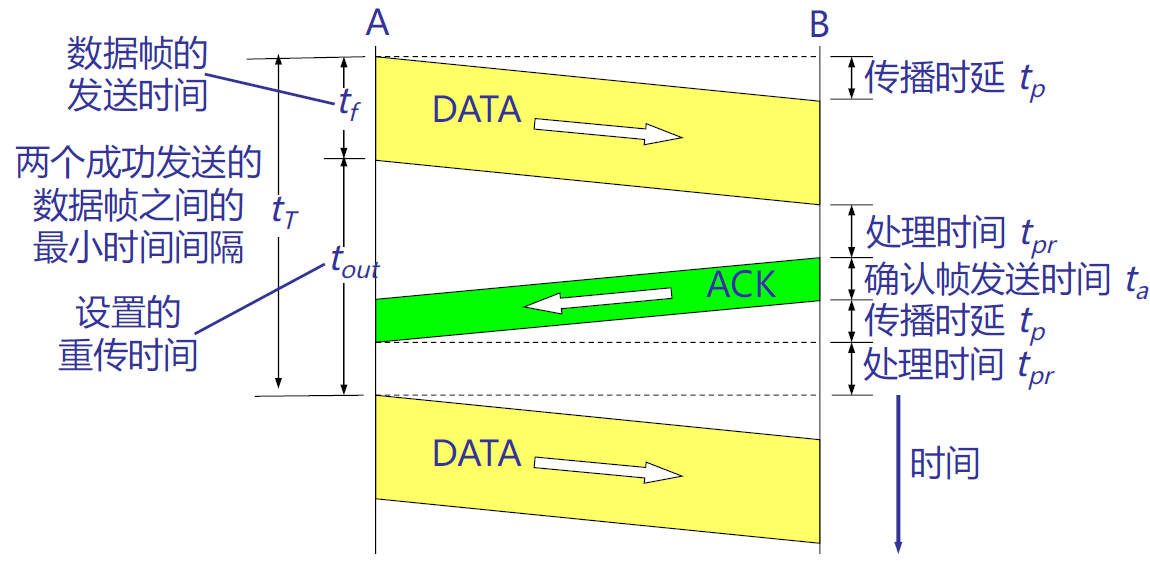 A
B
数据帧的
发送时间
tf
DATA
传播时延 tp
两个成功发送的
数据帧之间的
最小时间间隔
tT
处理时间 tpr
tout
ACK
确认帧发送时间 ta
设置的
重传时间
传播时延 tp
处理时间 tpr
DATA
时间